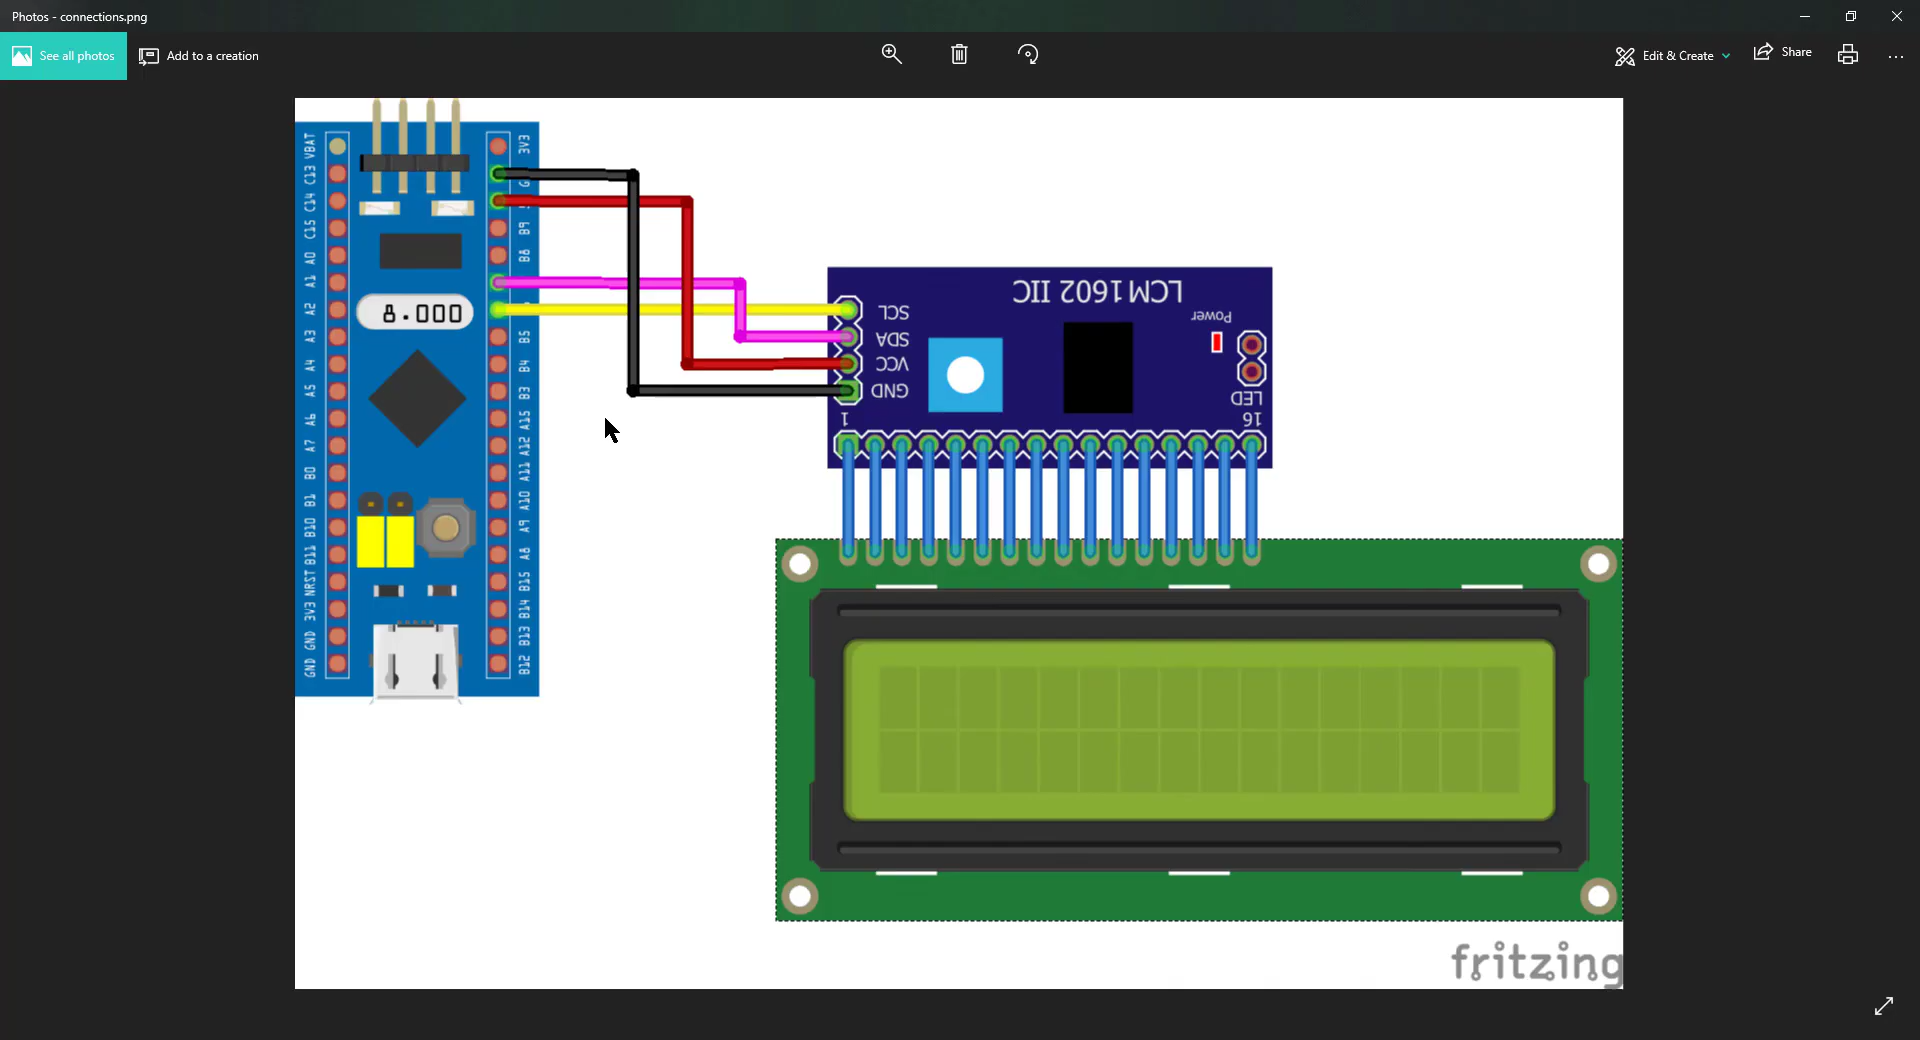 Photos - connections.png
See all photos
Add to a creation
Edit & Create
Share
VBAT
C13
C14
C15
A0
A1
A2
A3
A4
A5
A6
A7
B0
B1
B10
B11
NRST
3V3
GND
GND
8.000
3V3
G
B9
B8
B5
B4
B3
A15
A12
A11
A10
A9
A8
B15
B14
B13
B12
LCM1602 IIC
SCL
SDA
VCC
GND
Power
LED
1
16
fritzing